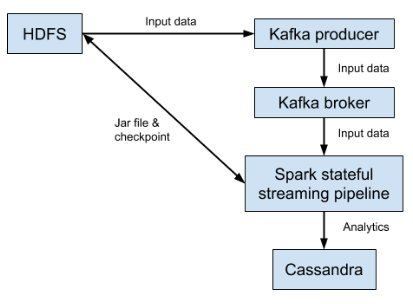 Input data
HDFS
Kafka producer
Input data
Kafka broker
Jar file &
checkpoint
Input data
Spark stateful
streaming pipeline
Analytics
Cassandra